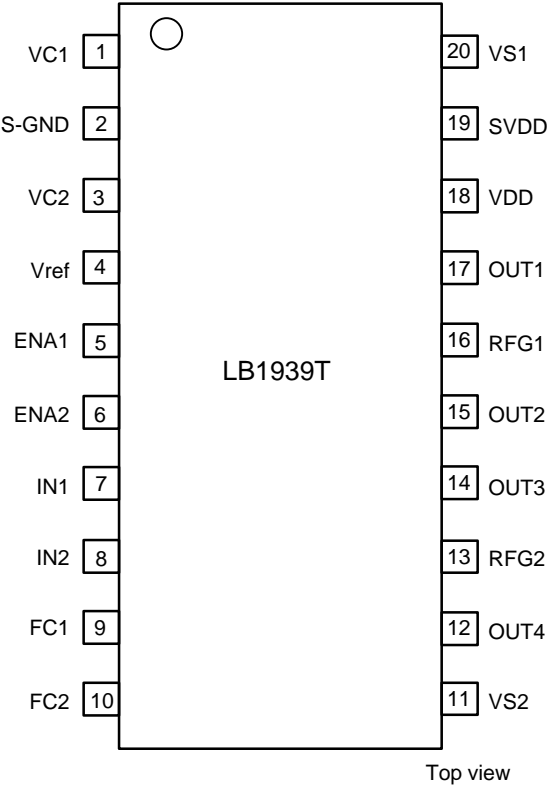 VC1 1 20 VS1
S-GND 2 19 SVDD
VC2 3 18 VDD
Vref 4 17 OUT1
ENA1 5 16 RFG1
LB1939T
ENA2 6 15 OUT2
IN1 7 14 OUT3
IN2 8 13 RFG2
FC1 9 12 OUT4
FC2 10 11 VS2
Top view